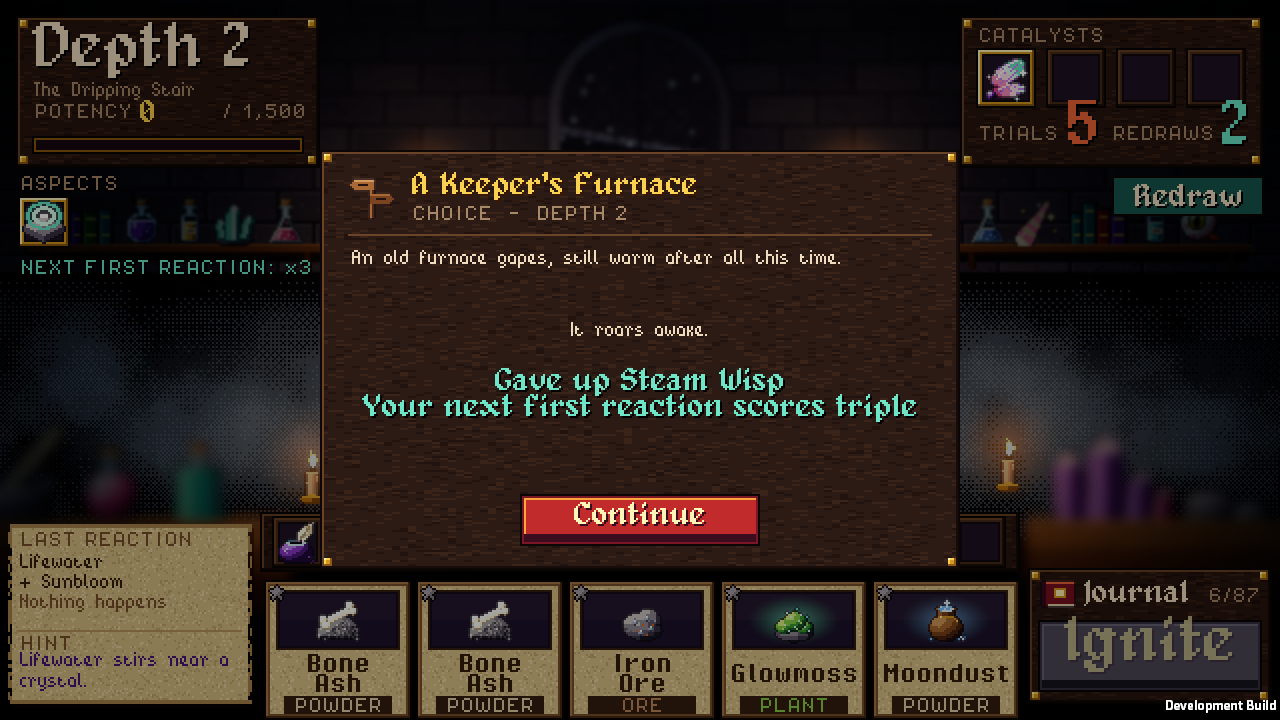 Depth 2
The Dripping Stair
POTENCY 0 / 1,500
ASPECTS
NEXT FIRST REACTION: x3
CATALYSTS
TRIALS 5 REDRAWS 2
Redraw
A Keeper's Furnace
CHOICE - DEPTH 2
An old furnace gapes, still warm after all this time.
It roars awake.
Gave up Steam Wisp
Your next first reaction scores triple
Continue
LAST REACTION
Lifewater
+ Sunbloom
Nothing happens
HINT
Lifewater stirs near a
crystal.
Bone
Ash
POWDER
Bone
Ash
POWDER
Iron
Ore
ORE
Glowmoss
PLANT
Moondust
POWDER
Journal 6/87
Ignite
Development Build